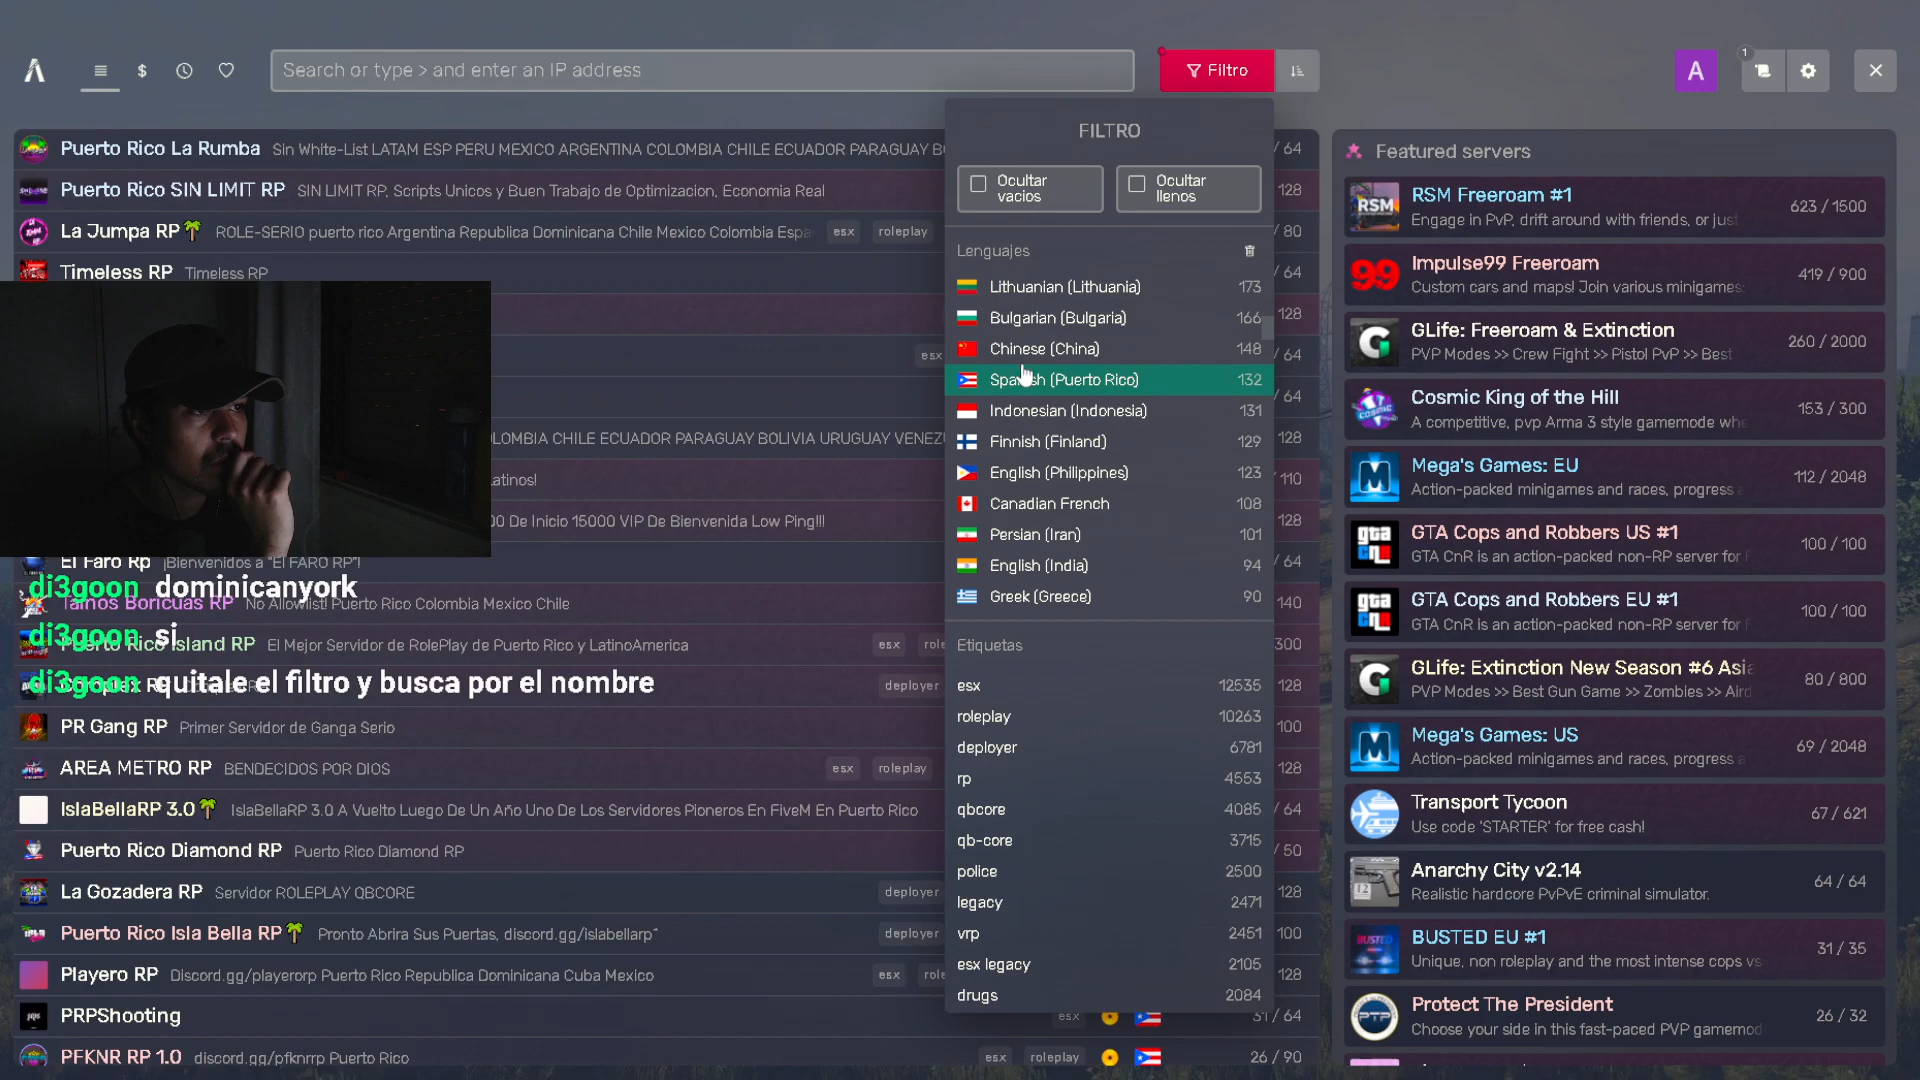 Search or type > and enter an IP address
Filtro
A
1
Puerto Rico La Rumba Sin White-List LATAM ESP PERU MEXICO ARGENTINA COLOMBIA CHILE ECUADOR PARAGUAY / 64
Puerto Rico SIN LIMIT RP SIN LIMIT RP, Scripts Unicos y Buen Trabajo de Optimizacion, Economia Real 128
La Jumpa RP ROLE-SERIO puerto rico Argentina Republica Dominicana Chile Mexico Colombia Espa esx roleplay / 80
Timeless RP Timeless RP / 64
128
esx / 64
/ 64
OMBIA CHILE ECUADOR PARAGUAY BOLIVIA URUGUAY VENEZ 128
atinos! / 110
00 De Inicio 15000 VIP De Bienvenida Low Ping!!! 128
El Faro Rp ¡Bienvenidos a "El FARO RP"! / 64
Tainos Boricuas RP No Allowlist! Puerto Rico Colombia Mexico Chile 140
Puerto Rico Island RP El Mejor Servidor de RolePlay de Puerto Rico y LatinoAmerica esx role 300
deployer 128
PR Gang RP Primer Servidor de Ganga Serio 100
AREA METRO RP BENDECIDOS POR DIOS esx roleplay 128
IslaBellaRP 3.0 IslaBellaRP 3.0 A Vuelto Luego De Un Año Uno De Los Servidores Pioneros En FiveM En Puerto Rico / 64
Puerto Rico Diamond RP Puerto Rico Diamond RP / 50
La Gozadera RP Servidor ROLEPLAY QBCORE deployer 128
Puerto Rico Isla Bella RP Pronto Abrira Sus Puertas, discord.gg/islabellarp^ deployer 100
Playero RP Discord.gg/playerorp Puerto Rico Republica Dominicana Cuba Mexico esx role 128
PRPShooting esx 31 / 64
PFKNR RP 1.0 discord.gg/pfknrrp Puerto Rico esx roleplay 26 / 90
di3goon dominicanyork
di3goon si
di3goon quitale el filtro y busca por el nombre
FILTRO
Ocultar vacios
Ocultar llenos
Lenguajes
Lithuanian (Lithuania) 173
Bulgarian (Bulgaria) 166
Chinese (China) 148
Spanish (Puerto Rico) 132
Indonesian (Indonesia) 131
Finnish (Finland) 129
English (Philippines) 123
Canadian French 108
Persian (Iran) 101
English (India) 94
Greek (Greece) 90
Etiquetas
esx 12535
roleplay 10263
deployer 6781
rp 4553
qbcore 4085
qb-core 3715
police 2500
legacy 2471
vrp 2451
esx legacy 2105
drugs 2084
Featured servers
RSM
RSM Freeroam #1 623 / 1500
Engage in PvP, drift around with friends, or just
99
Impulse99 Freeroam 419 / 900
Custom cars and maps! Join various minigames
G
GLife: Freeroam & Extinction 260 / 2000
PVP Modes >> Crew Fight >> Pistol PvP >> Best
Cosmic King of the Hill 153 / 300
A competitive, pvp Arma 3 style gamemode whe
M
Mega's Games: EU 112 / 2048
Action-packed minigames and races, progress a
gta cnr
GTA Cops and Robbers US #1 100 / 100
GTA CnR is an action-packed non-RP server for F
gta cnr
GTA Cops and Robbers EU #1 100 / 100
GTA CnR is an action-packed non-RP server for F
G
GLife: Extinction New Season #6 Asia 80 / 800
PVP Modes >> Best Gun Game >> Zombies >> Aird
M
Mega's Games: US 69 / 2048
Action-packed minigames and races, progress a
Transport Tycoon 67 / 621
Use code 'STARTER' for free cash!
Anarchy City v2.14 64 / 64
Realistic hardcore PvPvE criminal simulator.
BUSTED
BUSTED EU #1 31 / 35
Unique, non roleplay and the most intense cops vs
PTP
Protect The President 26 / 32
Choose your side in this fast-paced PVP gamemod